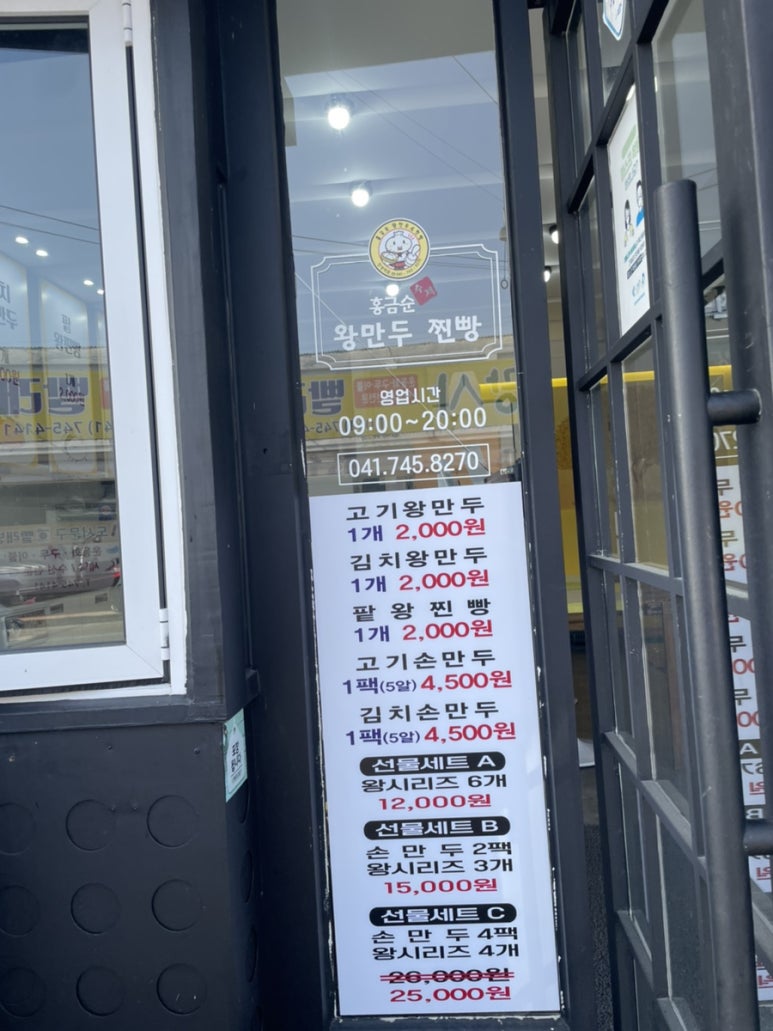 홍금순
왕만두 찐빵
영업시간
09:00~20:00
041.745.8270
고기왕만두
1개 2,000원
김치왕만두
1개 2,000원
팥왕찐빵
1개 2,000원
고기손만두
1팩(5알) 4,500원
김치손만두
1팩(5알) 4,500원
선물세트 A
왕시리즈 6개
12,000원
선물세트 B
손만두 2팩
왕시리즈 3개
15,000원
선물세트 C
손만두 4팩
왕시리즈 4개
26,000원
25,000원